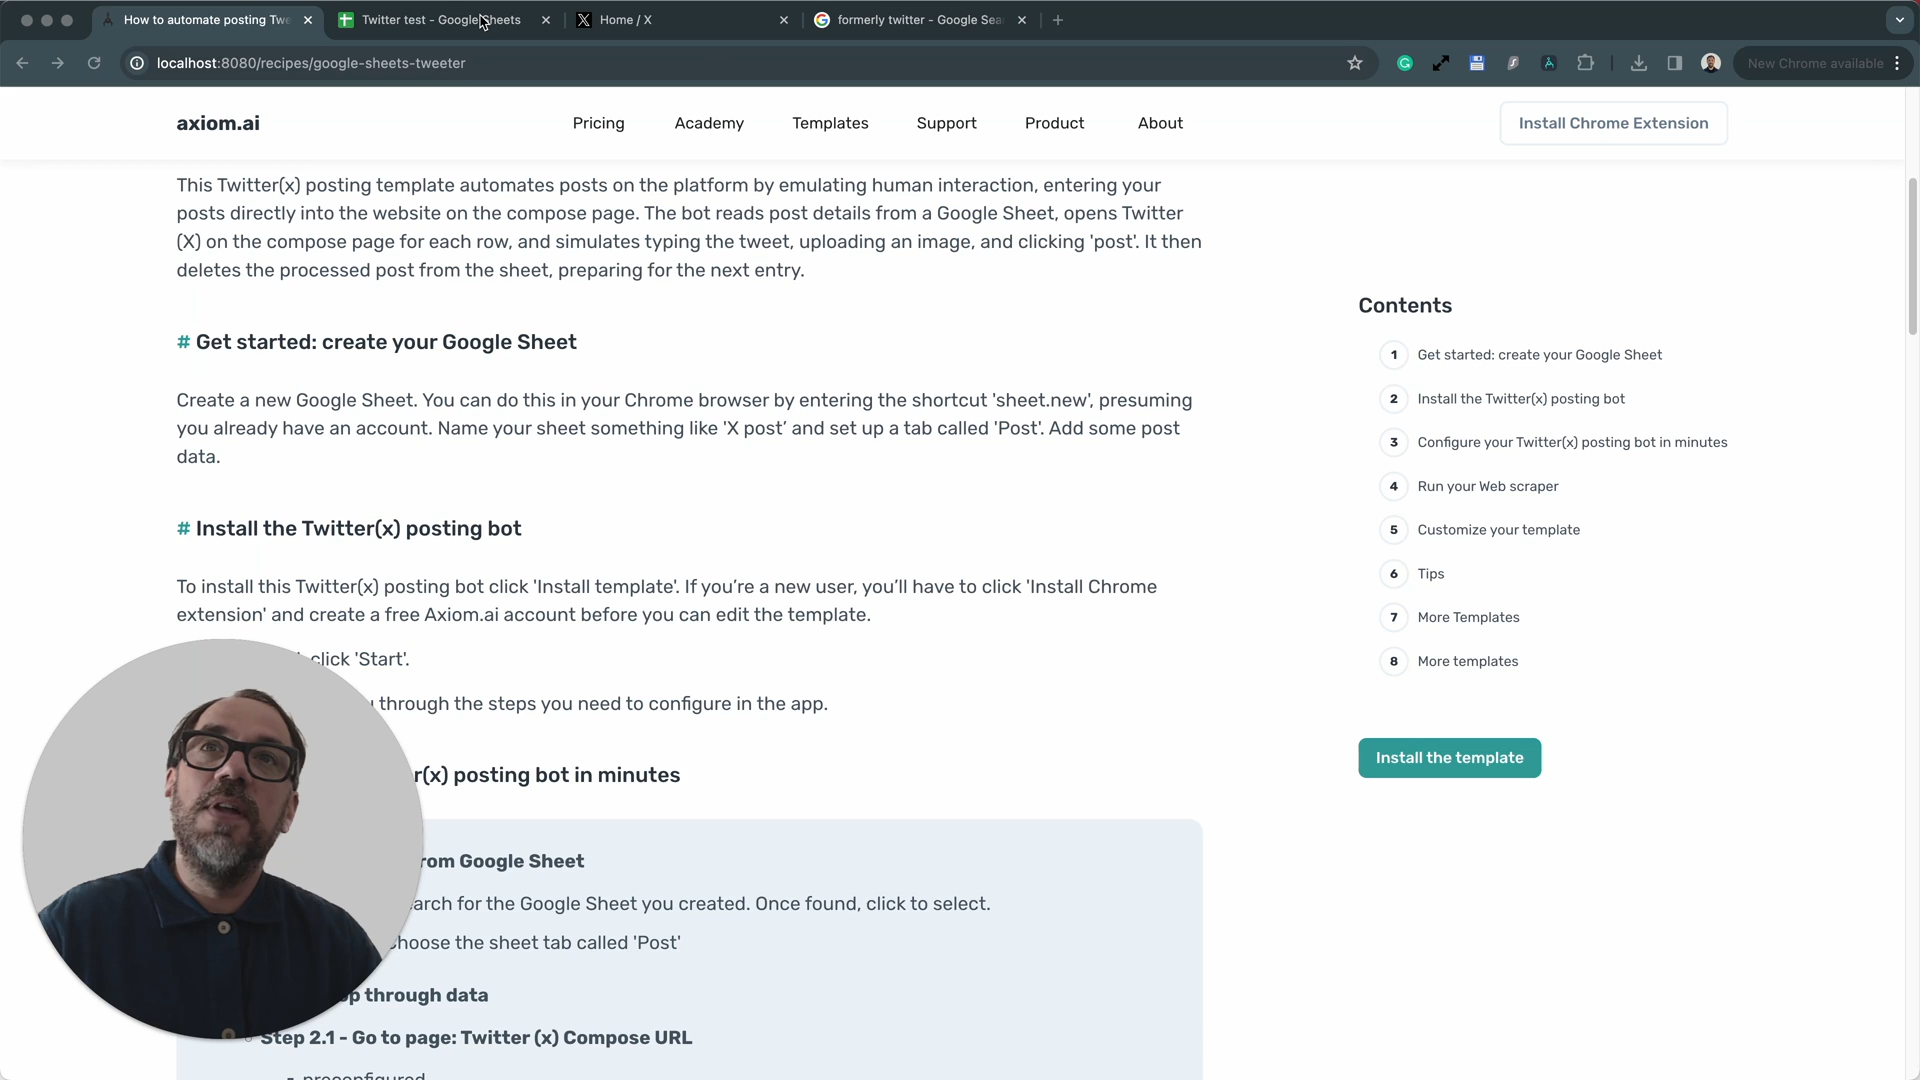 How to automate posting Twe
Twitter test - Google Sheets
Home / X
formerly twitter - Google Sea
localhost:8080/recipes/google-sheets-tweeter
New Chrome available
axiom.ai
Pricing
Academy
Templates
Support
Product
About
Install Chrome Extension
This Twitter(x) posting template automates posts on the platform by emulating human interaction, entering your
posts directly into the website on the compose page. The bot reads post details from a Google Sheet, opens Twitter
(X) on the compose page for each row, and simulates typing the tweet, uploading an image, and clicking 'post'. It then
deletes the processed post from the sheet, preparing for the next entry.
# Get started: create your Google Sheet
Create a new Google Sheet. You can do this in your Chrome browser by entering the shortcut 'sheet.new', presuming
you already have an account. Name your sheet something like 'X post’ and set up a tab called 'Post'. Add some post
data.
# Install the Twitter(x) posting bot
To install this Twitter(x) posting bot click 'Install template'. If you’re a new user, you’ll have to click 'Install Chrome
extension' and create a free Axiom.ai account before you can edit the template.
click 'Start'.
through the steps you need to configure in the app.
r(x) posting bot in minutes
rom Google Sheet
arch for the Google Sheet you created. Once found, click to select.
hoose the sheet tab called 'Post'
op through data
Step 2.1 - Go to page: Twitter (x) Compose URL
- preconfigured
Contents
1 Get started: create your Google Sheet
2 Install the Twitter(x) posting bot
3 Configure your Twitter(x) posting bot in minutes
4 Run your Web scraper
5 Customize your template
6 Tips
7 More Templates
8 More templates
Install the template